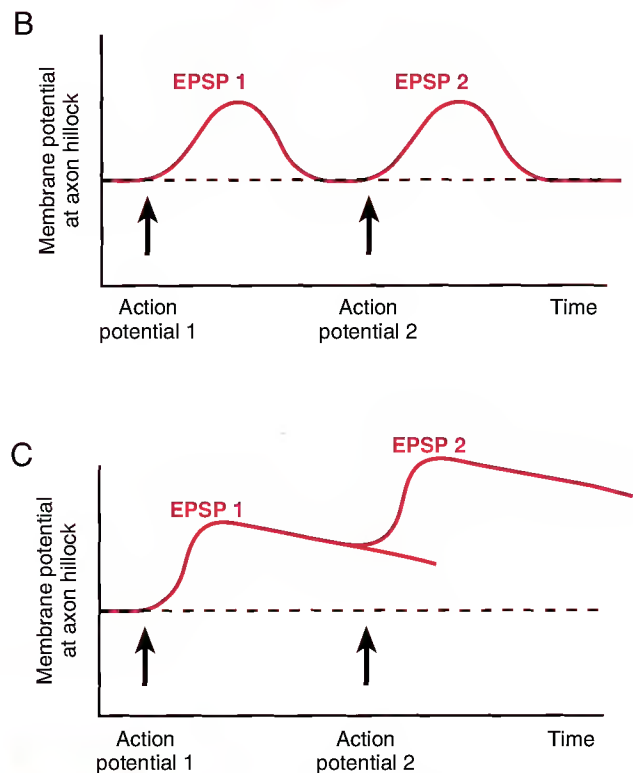 B
EPSP 1
EPSP 2
Membrane potential
at axon hillock
Action
potential 1
Action
potential 2
Time
C
EPSP 1
EPSP 2
Membrane potential
at axon hillock
Action
potential 1
Action
potential 2
Time